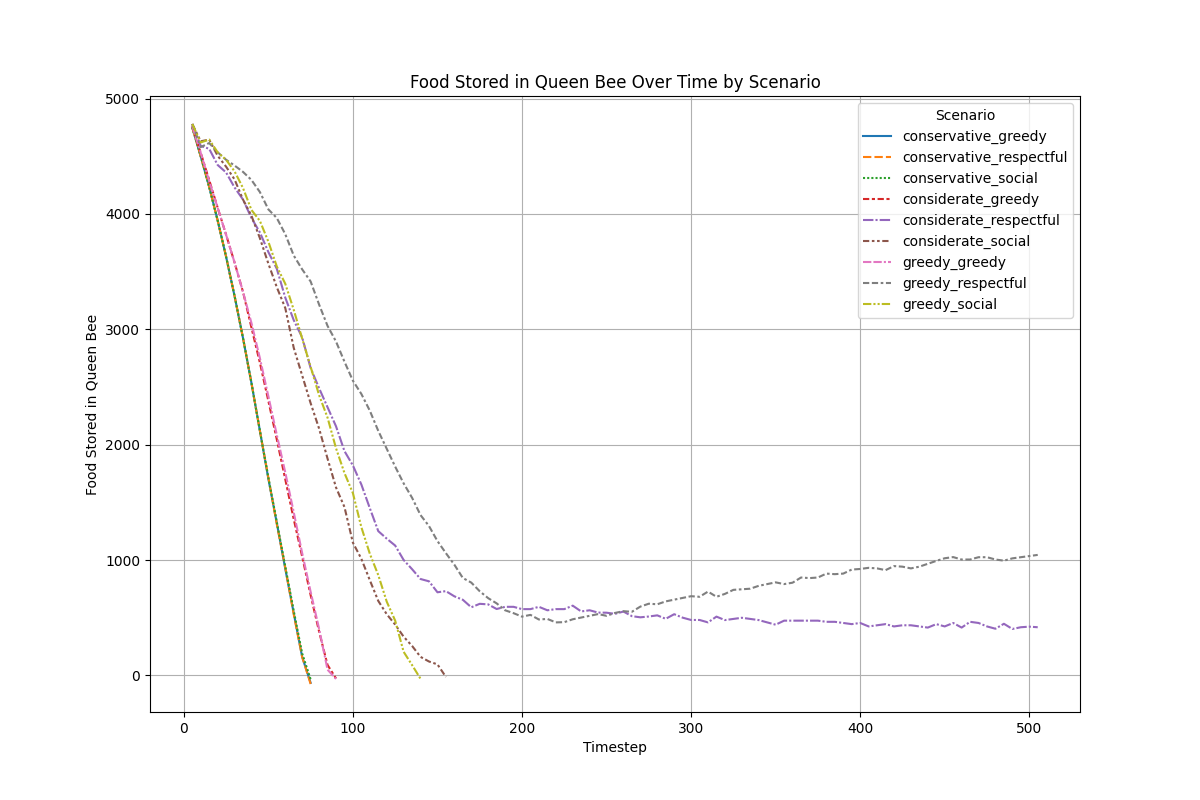 Food Stored in Queen Bee Over Time by Scenario
Food Stored in Queen Bee
5000
4000
3000
2000
1000
0
0 100 200 300 400 500
Timestep
Scenario
conservative_greedy
conservative_respectful
conservative_social
considerate_greedy
considerate_respectful
considerate_social
greedy_greedy
greedy_respectful
greedy_social